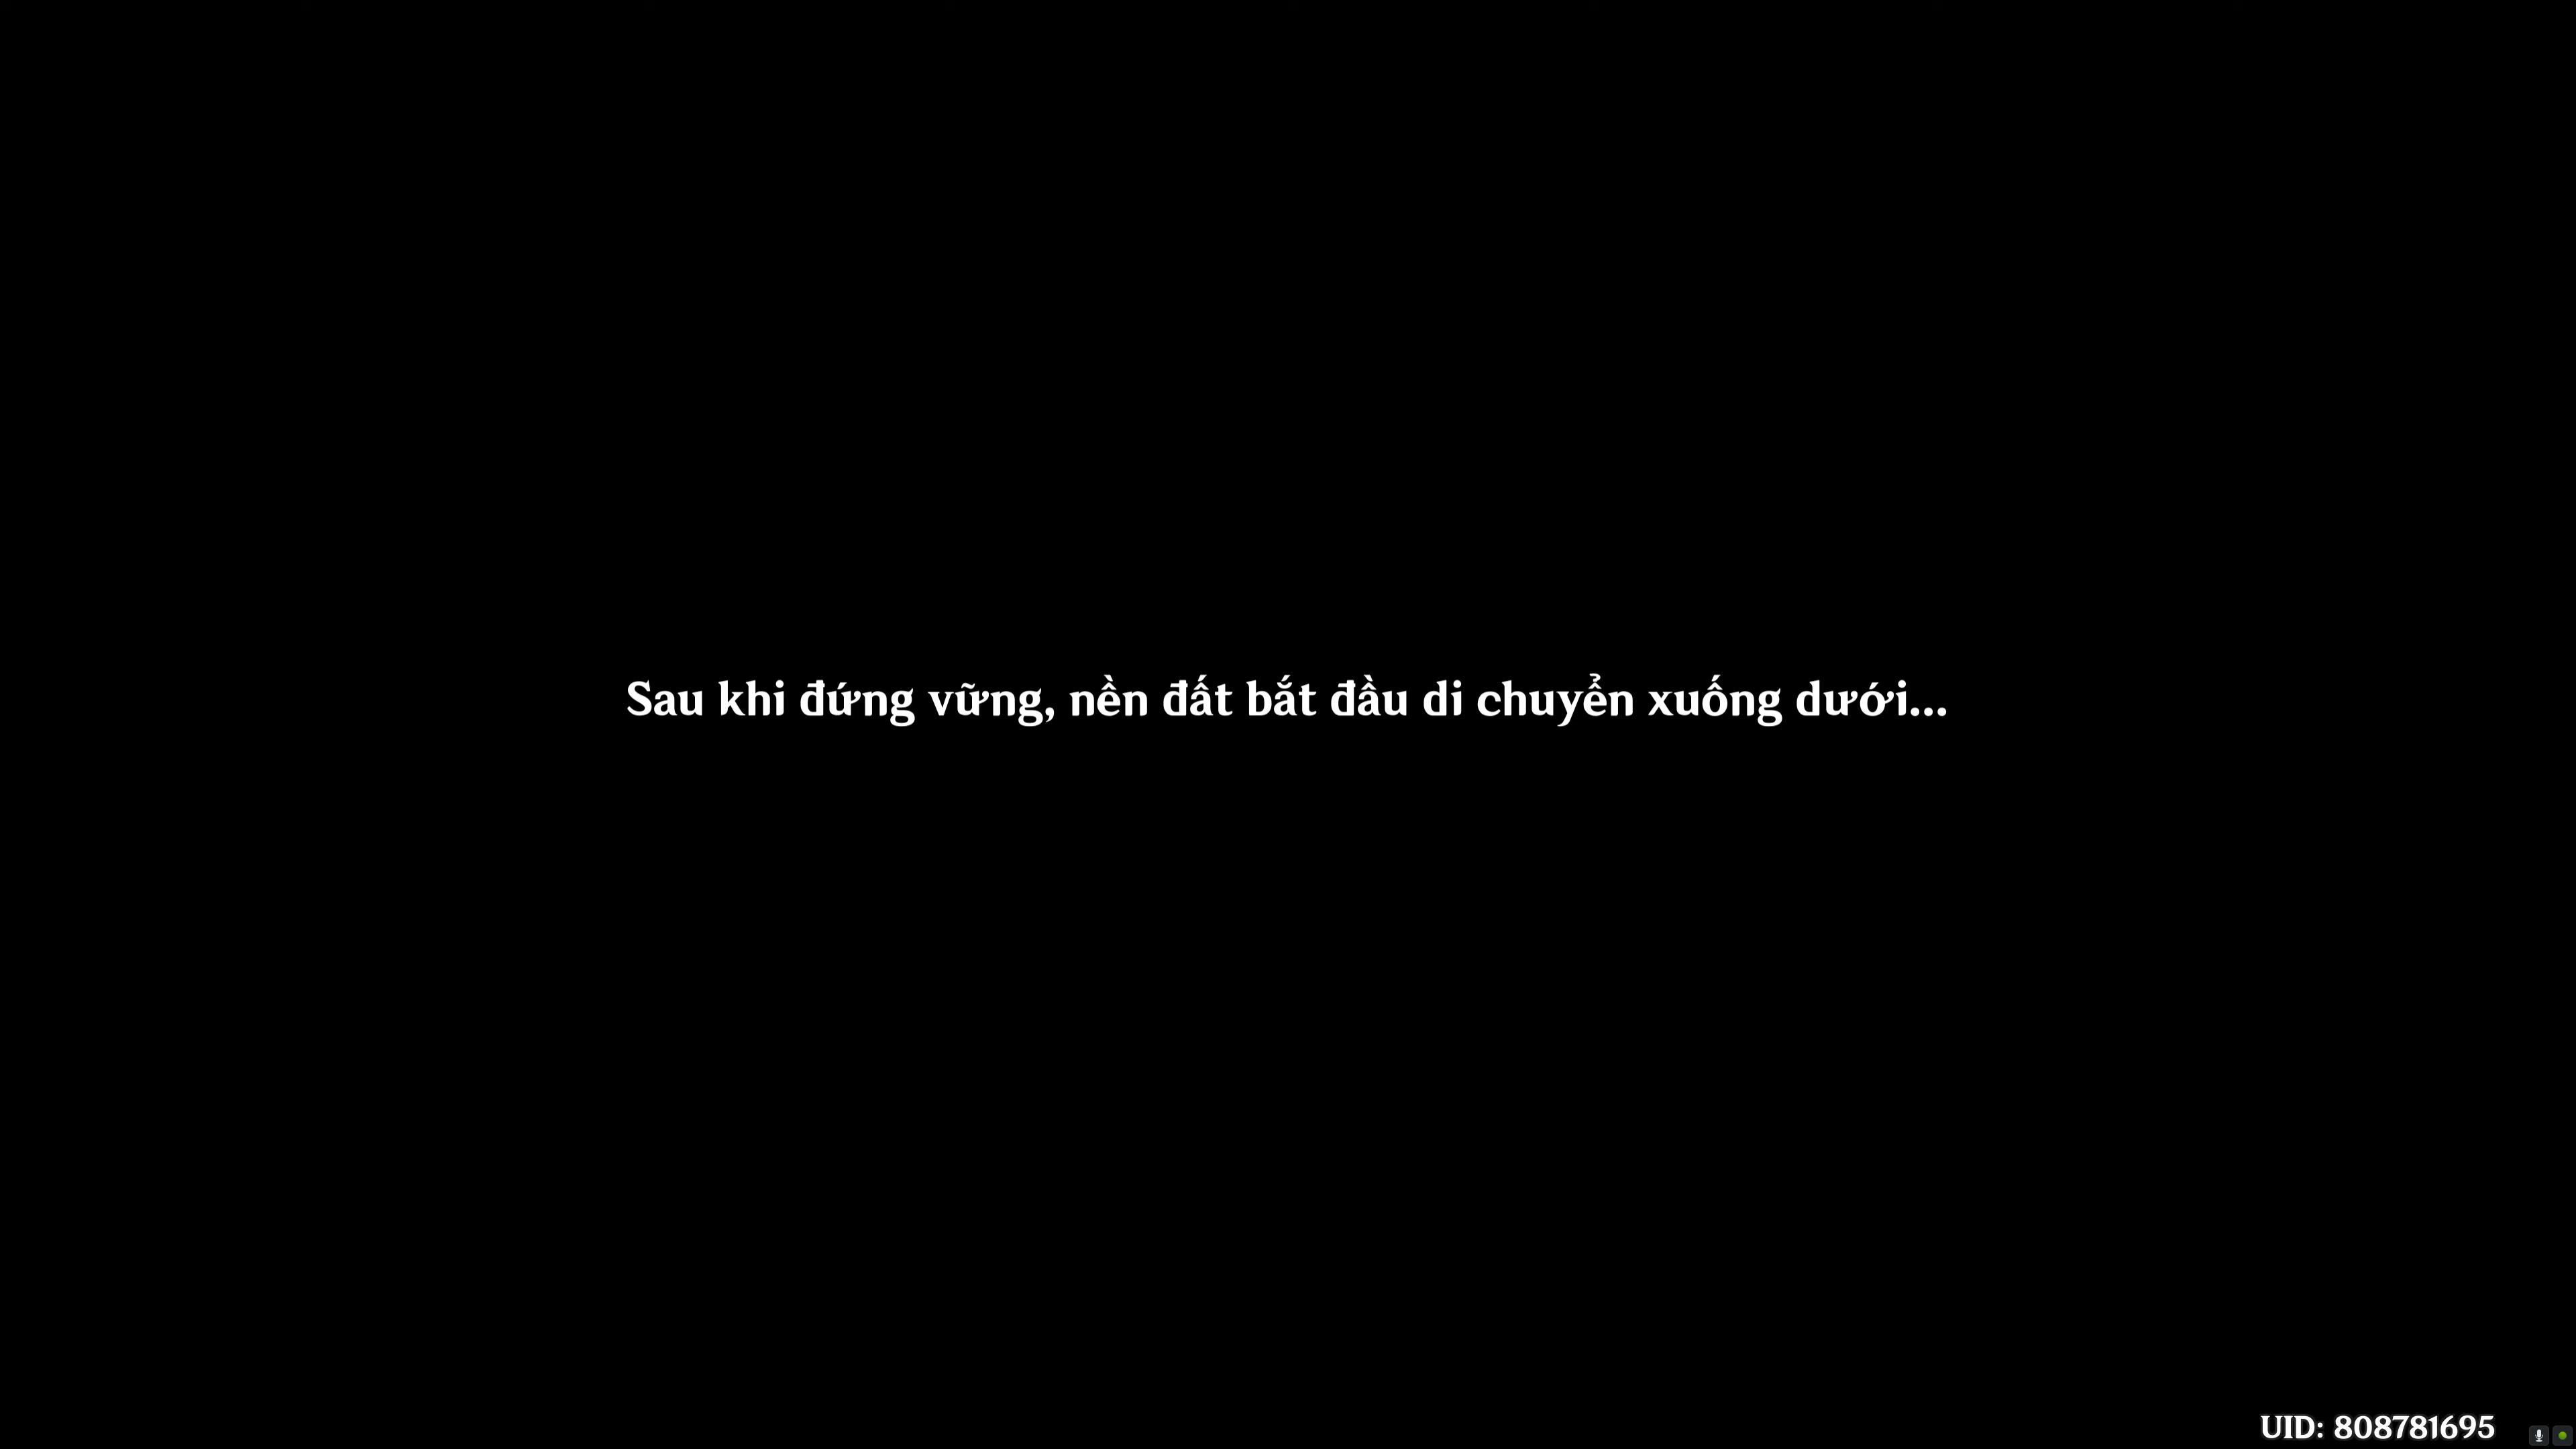 Sau khi đứng vững, nền đất bắt đầu di chuyển xuống dưới...
UID: 808781695